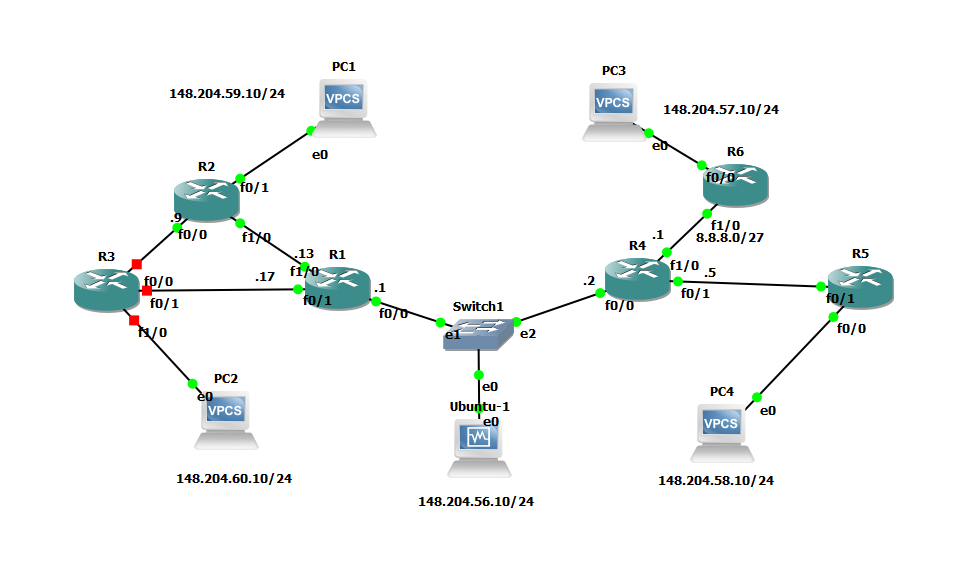 PC1
148.204.59.10/24
VPCS
e0
R2
f0/1
.9
f0/0
f1/0
R3
f0/0
f0/1
f1/0
.17
.13
R1
f1/0
f0/1
.1
f0/0
PC2
e0
VPCS
148.204.60.10/24
Switch1
e1
e2
e0
Ubuntu-1
e0
148.204.56.10/24
PC3
VPCS
148.204.57.10/24
e0
R6
f0/0
f1/0
8.8.8.0/27
.1
R4
f1/0
.5
.2
f0/0
f0/1
R5
f0/1
f0/0
PC4
e0
VPCS
148.204.58.10/24